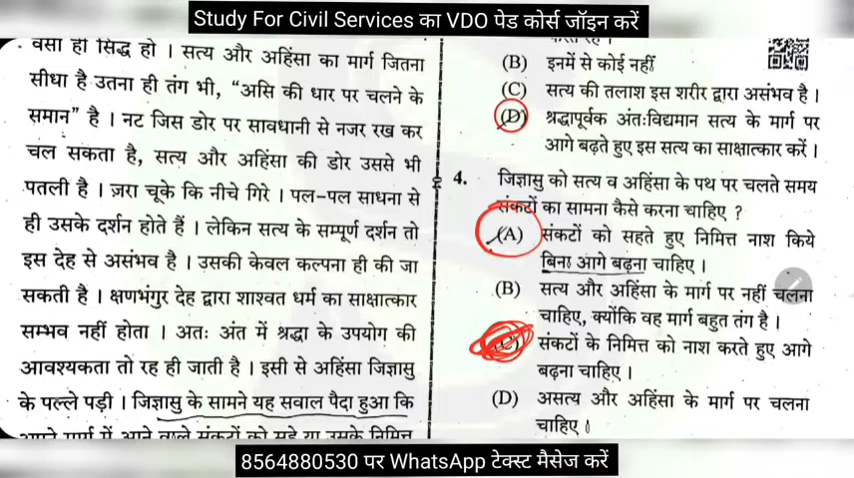 Study For Civil Services का VDO पेड कोर्स जॉइन करें
वैसा ही सिद्ध हो । सत्य और अहिंसा का मार्ग जितना
सीधा है उतना ही तंग भी, “असि की धार पर चलने के
समान” है । नट जिस डोर पर सावधानी से नजर रख कर
चल सकता है, सत्य और अहिंसा की डोर उससे भी
पतली है । ज़रा चूके कि नीचे गिरे । पल-पल साधना से
ही उसके दर्शन होते हैं । लेकिन सत्य के सम्पूर्ण दर्शन तो
इस देह से असंभव है । उसकी केवल कल्पना ही की जा
सकती है । क्षणभंगुर देह द्वारा शाश्वत धर्म का साक्षात्कार
सम्भव नहीं होता । अतः अंत में श्रद्धा के उपयोग की
आवश्यकता तो रह ही जाती है । इसी से अहिंसा जिज्ञासु
के पल्ले पड़ी । जिज्ञासु के सामने यह सवाल पैदा हुआ कि
अपने मार्ग में आने वाले संकटों को सहे या उसके निमित्त
(B) इनमें से कोई नहीं
(C) सत्य की तलाश इस शरीर द्वारा असंभव है ।
(D) श्रद्धापूर्वक अंतःविद्यमान सत्य के मार्ग पर
आगे बढ़ते हुए इस सत्य का साक्षात्कार करें ।
4. जिज्ञासु को सत्य व अहिंसा के पथ पर चलते समय
संकटों का सामना कैसे करना चाहिए ?
(A) संकटों को सहते हुए निमित्त नाश किये
बिना आगे बढ़ना चाहिए ।
(B) सत्य और अहिंसा के मार्ग पर नहीं चलना
चाहिए, क्योंकि वह मार्ग बहुत तंग है ।
(C) संकटों के निमित्त को नाश करते हुए आगे
बढ़ना चाहिए ।
(D) असत्य और अहिंसा के मार्ग पर चलना
चाहिए ।
8564880530 पर WhatsApp टेक्स्ट मैसेज करें